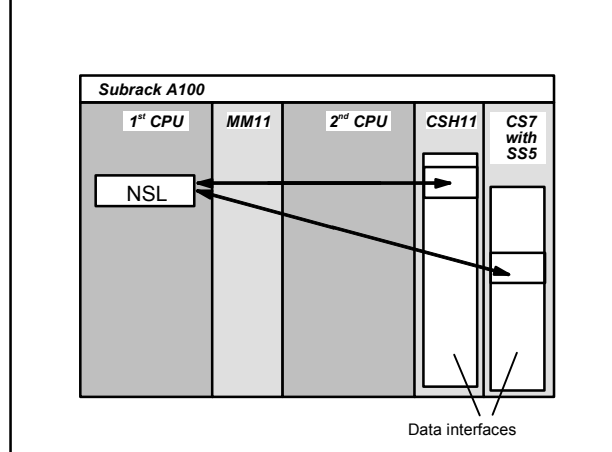 Subrack A100
1st CPU
MM11
2nd CPU
CSH11
CS7
with
SS5
NSL
Data interfaces